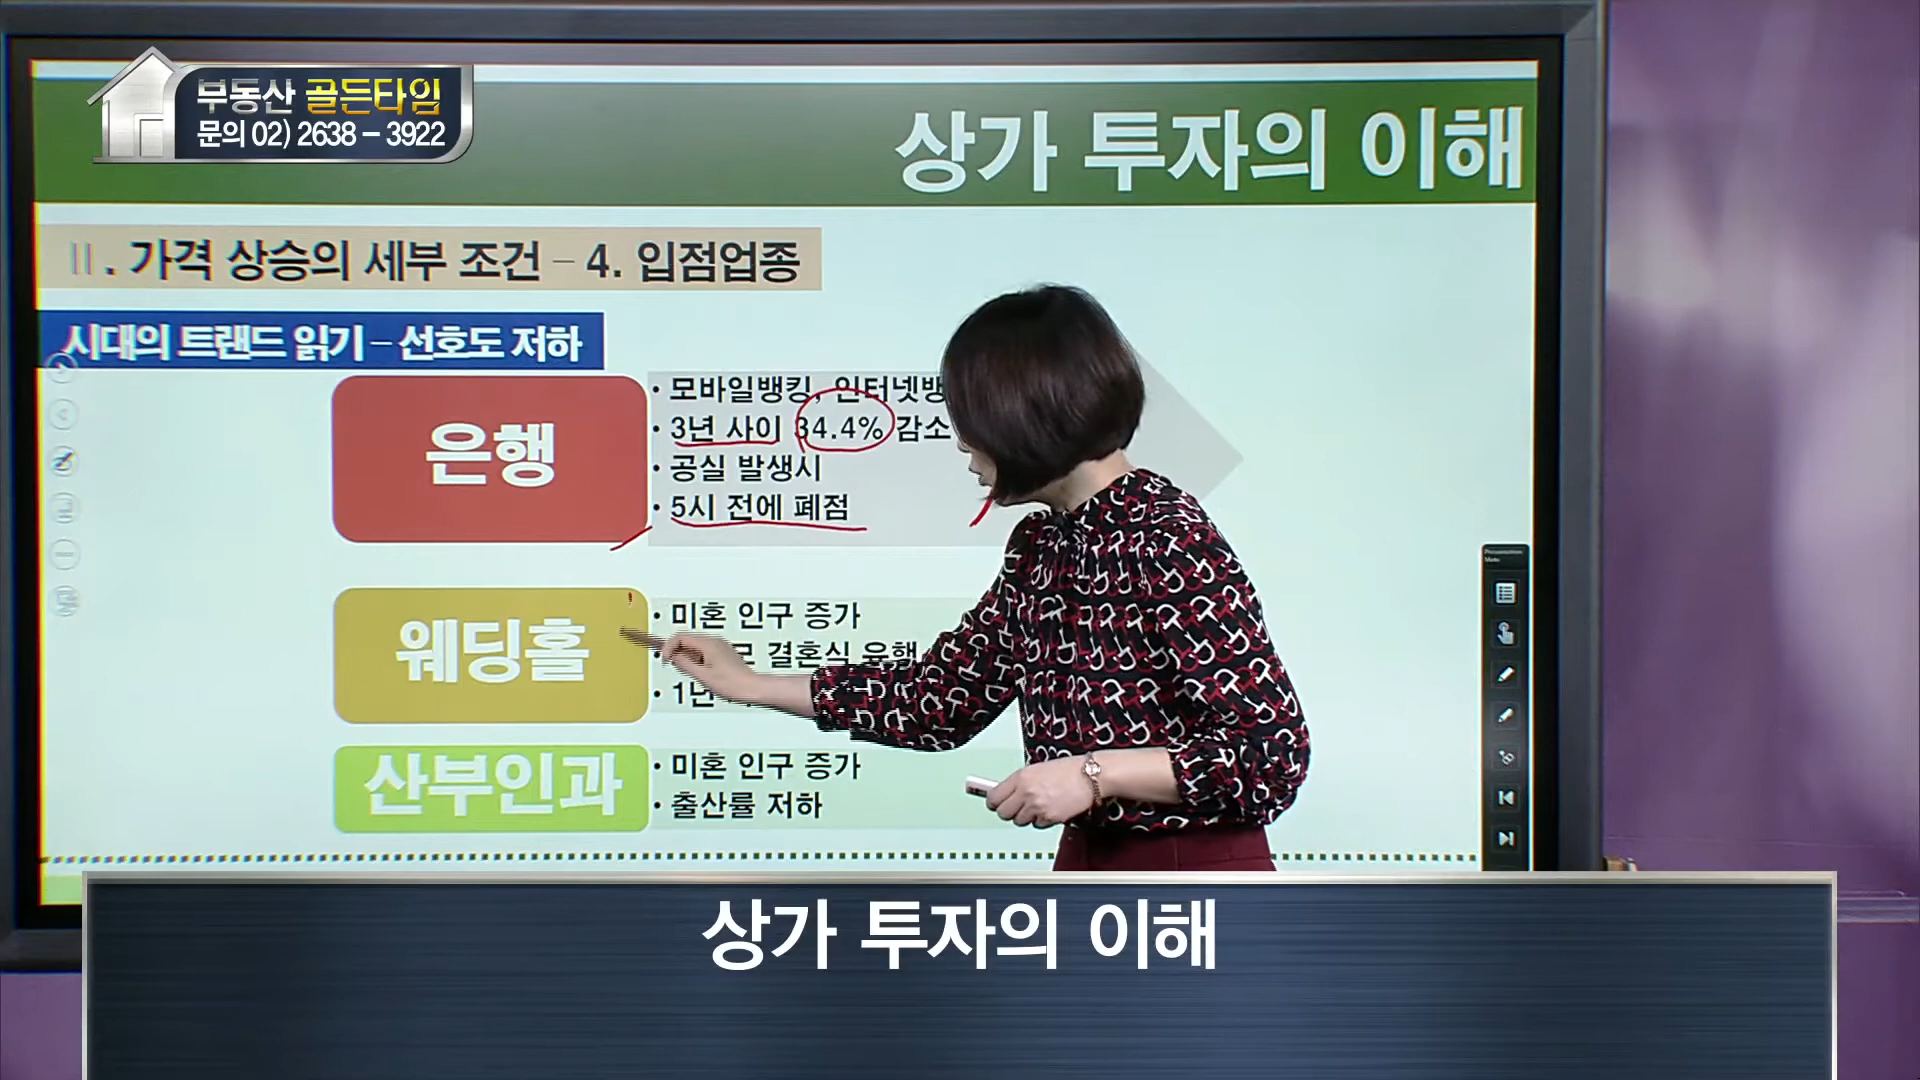 부동산 골든타임
문의 02) 2638 - 3922
상가 투자의 이해
Ⅱ. 가격 상승의 세부 조건 - 4. 입점업종
시대의 트랜드 읽기 - 선호도 저하
은행
• 모바일뱅킹, 인터넷뱅
• 3년 사이 34.4% 감소
• 공실 발생시
• 5시 전에 폐점
웨딩홀
• 미혼 인구 증가
결혼식 유행
• 1년
산부인과
• 미혼 인구 증가
• 출산률 저하
상가 투자의 이해